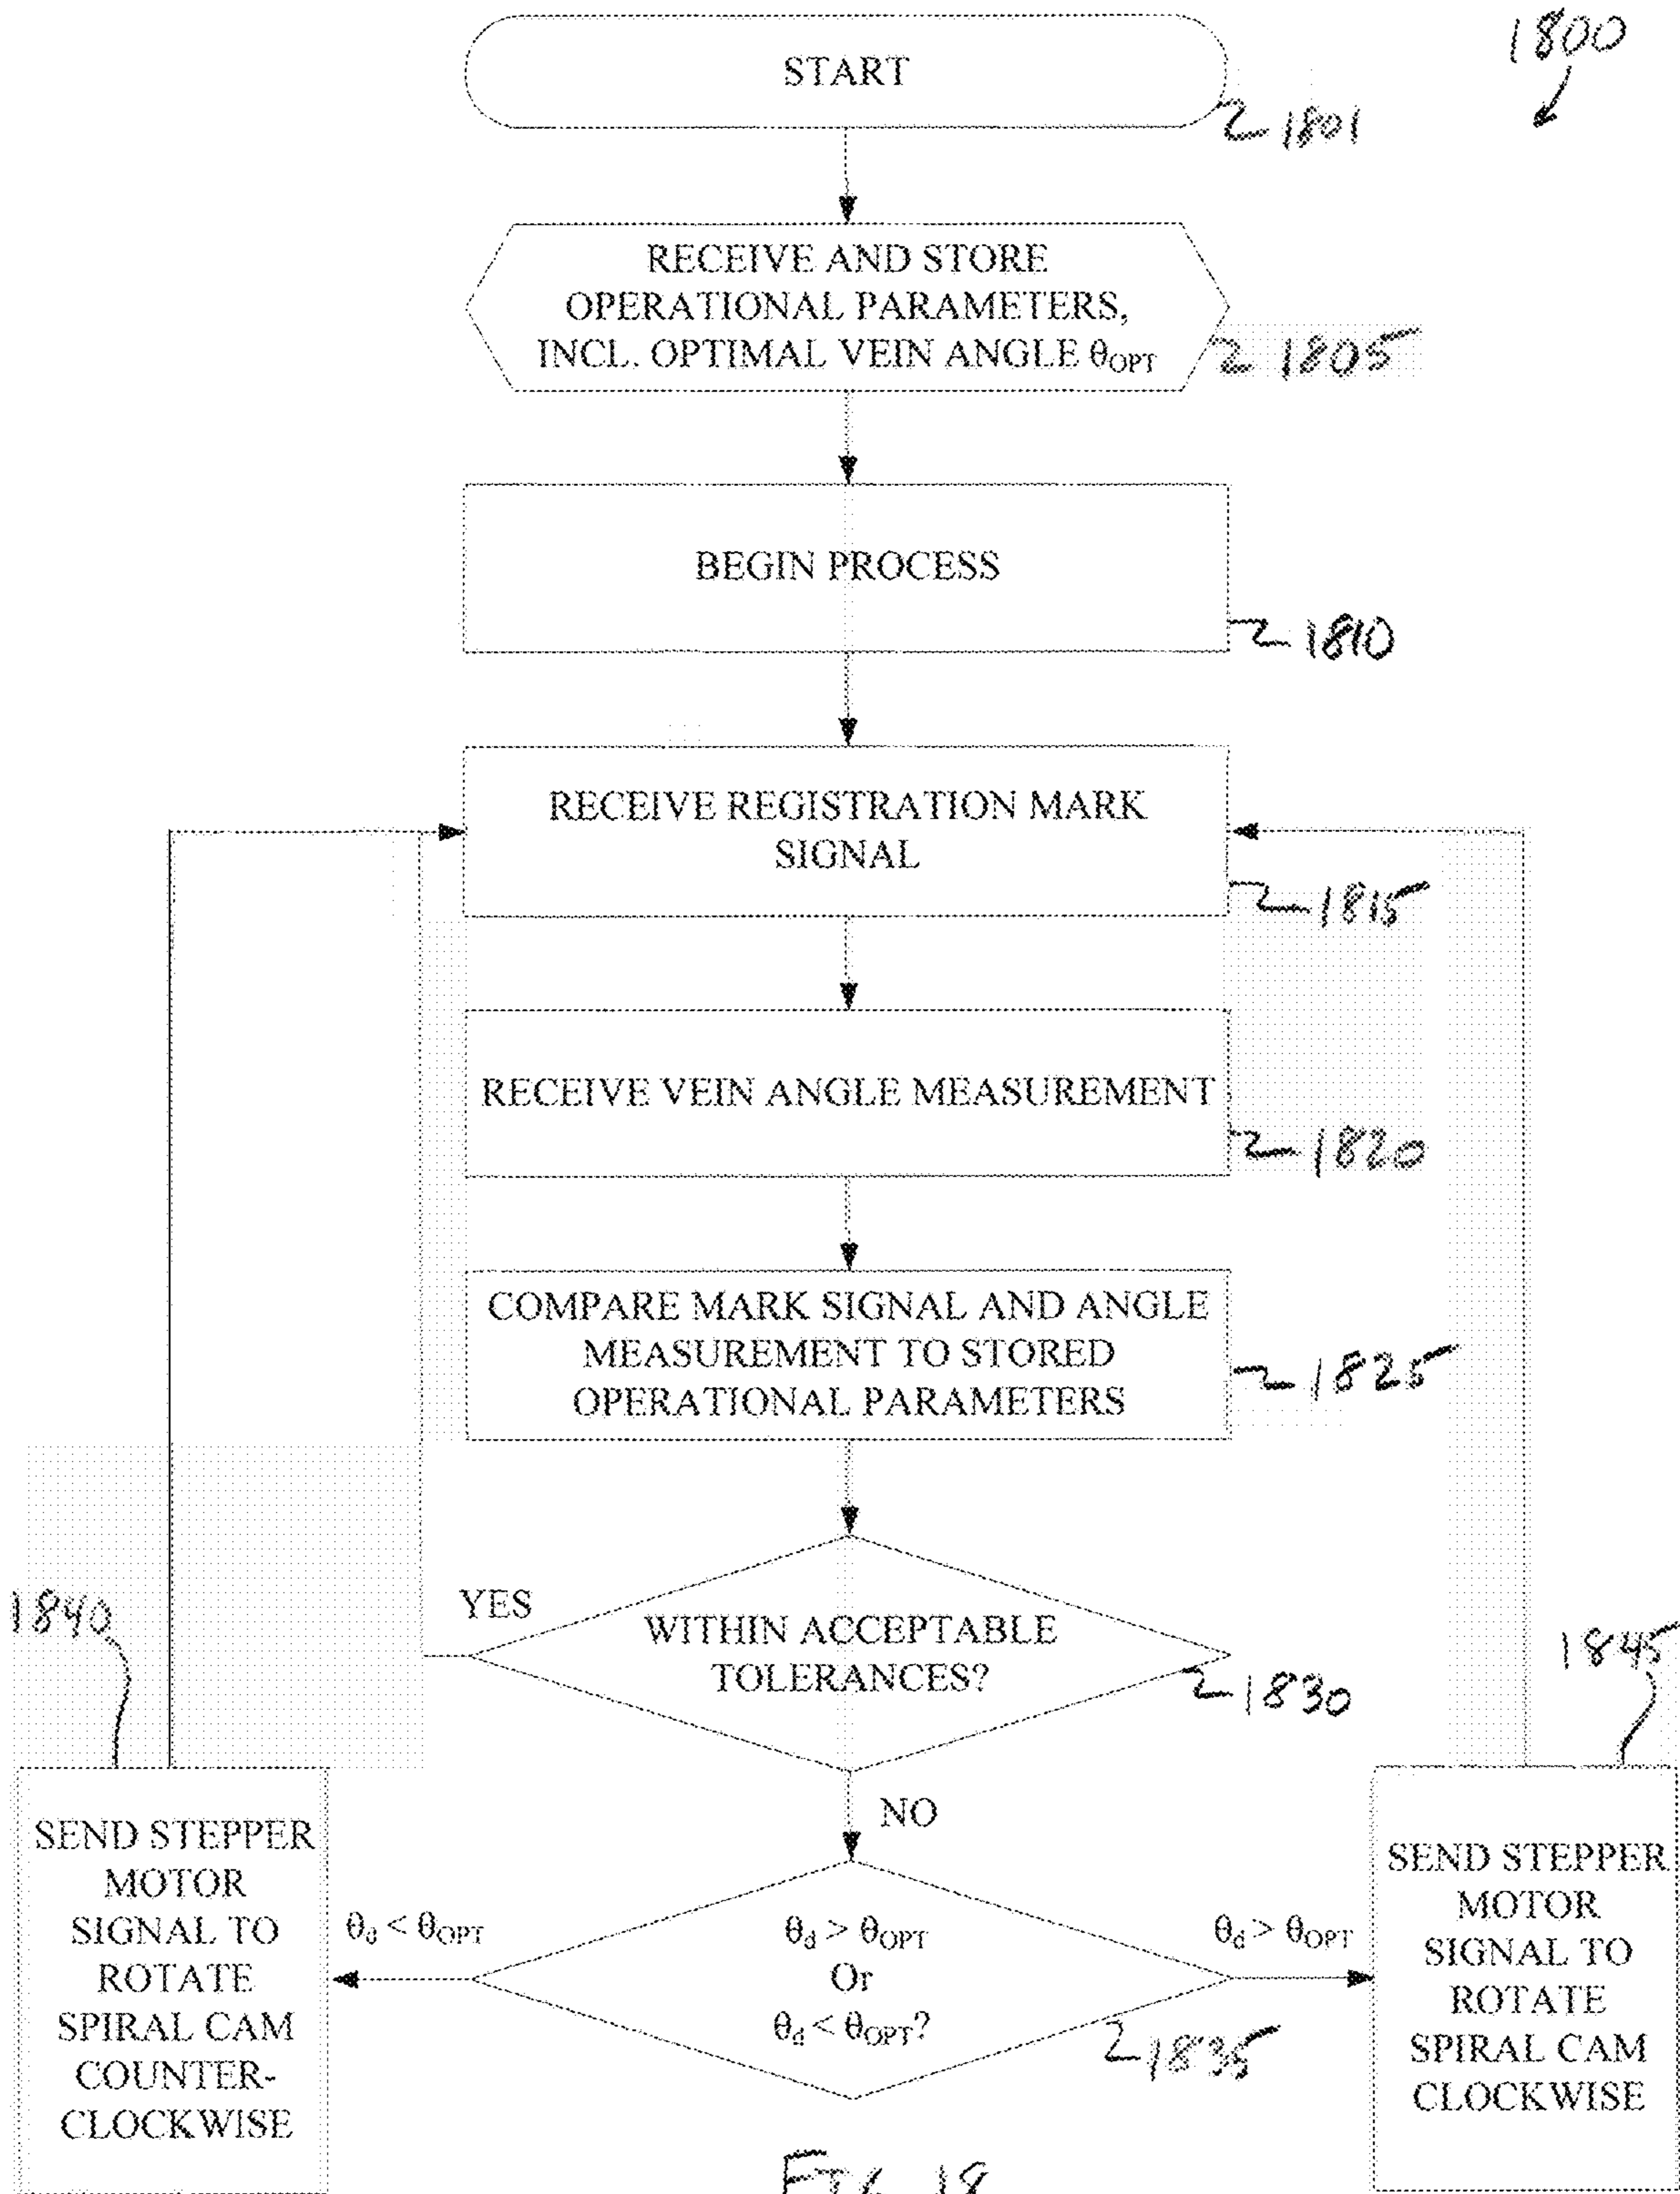 1800
START
1801
RECEIVE AND STORE
OPERATIONAL PARAMETERS,
INCL. OPTIMAL VEIN ANGLE θOPT
1805
BEGIN PROCESS
1810
RECEIVE REGISTRATION MARK
SIGNAL
1815
RECEIVE VEIN ANGLE MEASUREMENT
1820
COMPARE MARK SIGNAL AND ANGLE
MEASUREMENT TO STORED
OPERATIONAL PARAMETERS
1825
YES
WITHIN ACCEPTABLE
TOLERANCES?
1830
NO
1840
SEND STEPPER
MOTOR
SIGNAL TO
ROTATE
SPIRAL CAM
COUNTER-
CLOCKWISE
θd < θOPT
θd > θOPT
Or
θd < θOPT?
1835
θd > θOPT
1845
SEND STEPPER
MOTOR
SIGNAL TO
ROTATE
SPIRAL CAM
CLOCKWISE
FIG. 18